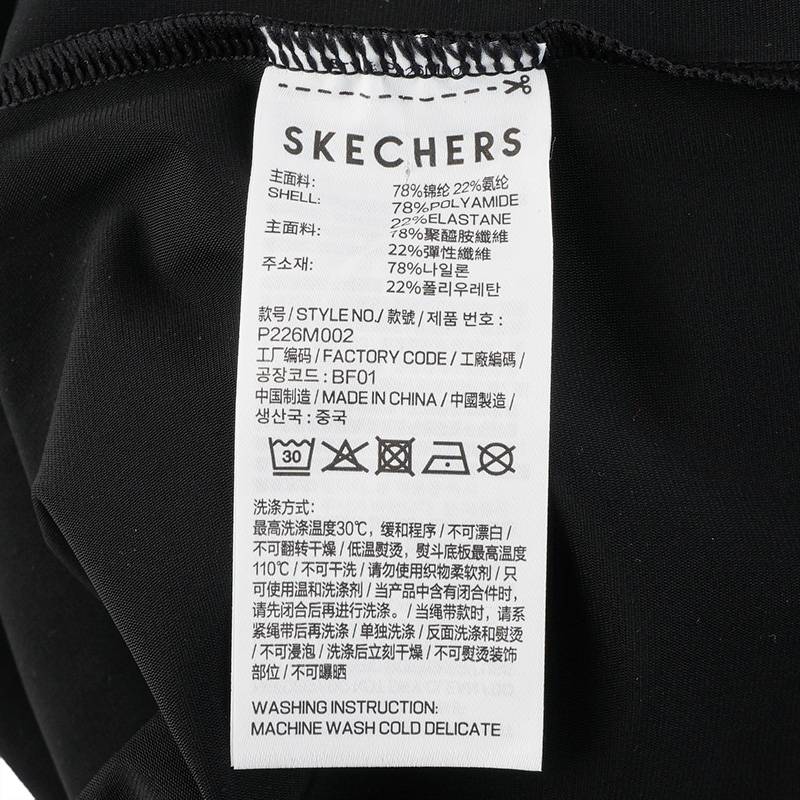 SKECHERS
主面料: 78%锦纶 22%氨纶
SHELL: 78%POLYAMIDE
22%ELASTANE
主面料: 78%聚醯胺纖維
22%彈性纖維
주소재: 78%나일론
22%폴리우레탄
款号/STYLE NO./款號/제품 번호:
P226M002
工厂编码/FACTORY CODE/工廠編碼/
공장코드:BF01
中国制造/MADE IN CHINA/中國製造/
생산국:중국
30
洗涤方式:
最高洗涤温度30℃，缓和程序/不可漂白/
不可翻转干燥/低温熨烫，熨斗底板最高温度
110℃/不可干洗/请勿使用织物柔软剂/只
可使用温和洗涤剂/当产品中含有闭合件时，
请先闭合后再进行洗涤。/当绳带款时，请系
紧绳带后再洗涤/单独洗涤/反面洗涤和熨烫
/不可浸泡/洗涤后立刻干燥/不可熨烫装饰
部位/不可曝晒
WASHING INSTRUCTION:
MACHINE WASH COLD DELICATE